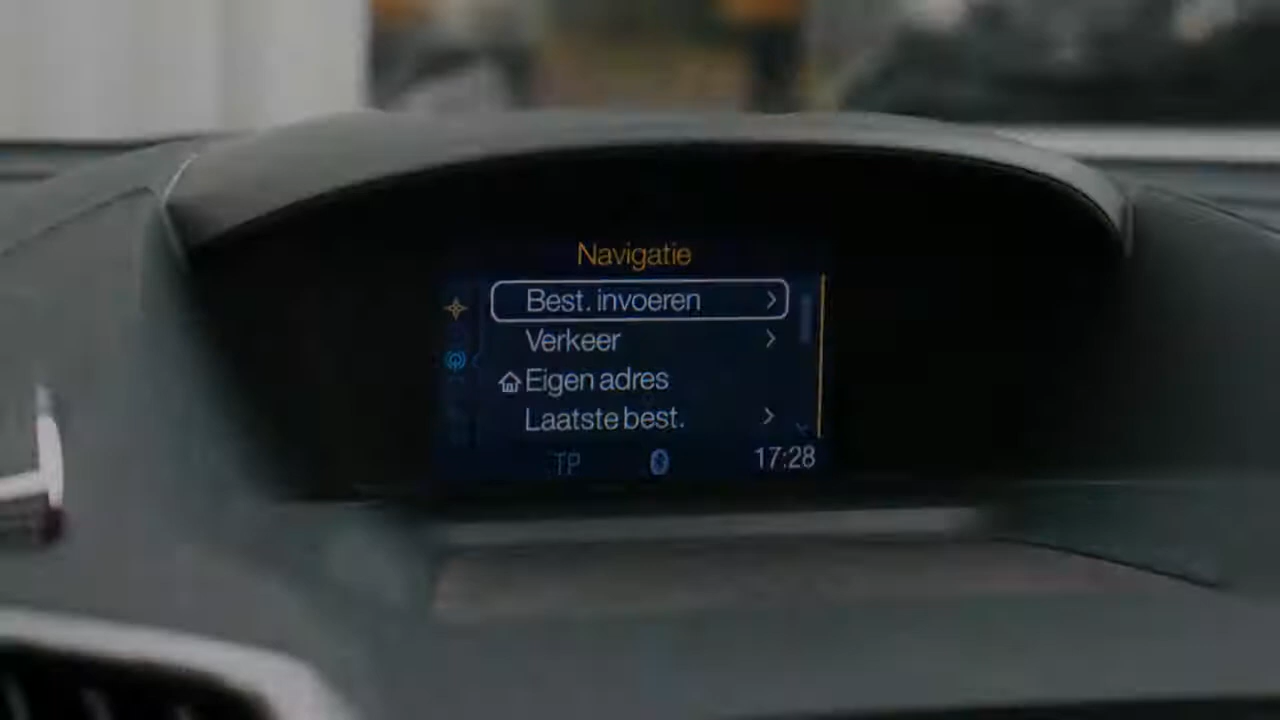 Navigatie
Best. invoeren
Verkeer
Eigen adres
Laatste best.
TP 17:28